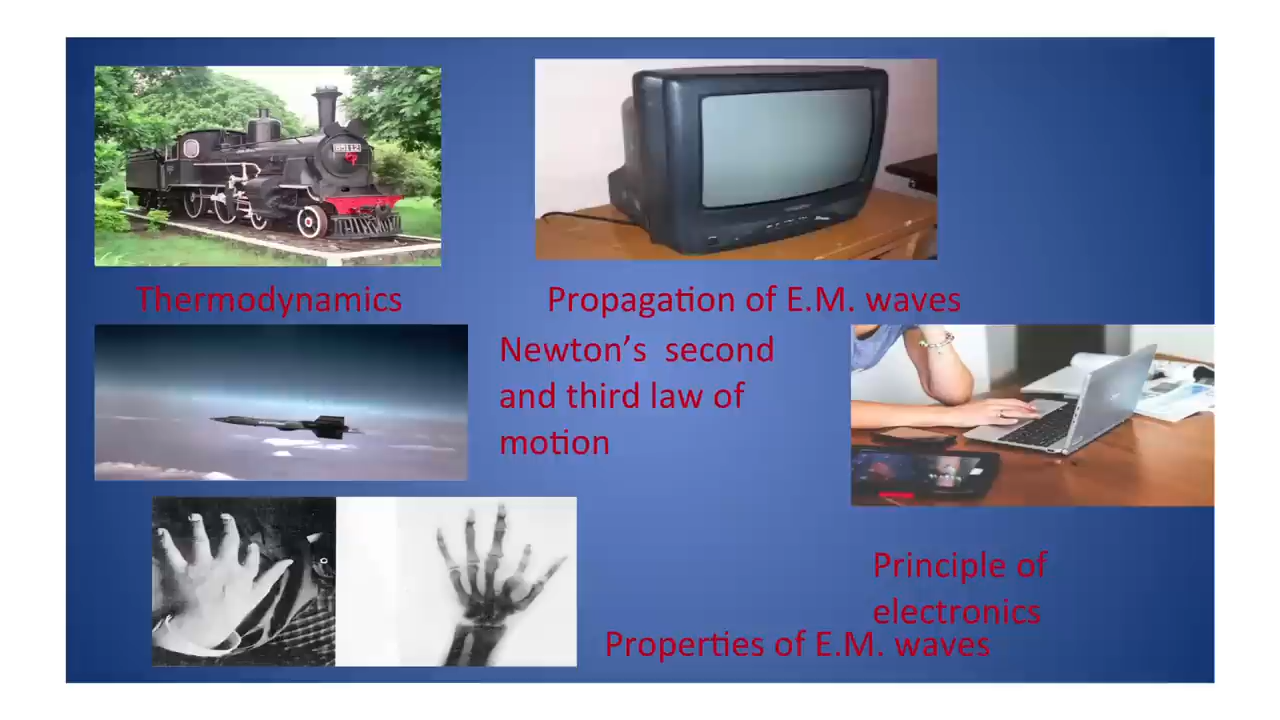 Thermodynamics
Propagation of E.M. waves
Newton's second
and third law of
motion
Principle of
electronics
Properties of E.M. waves